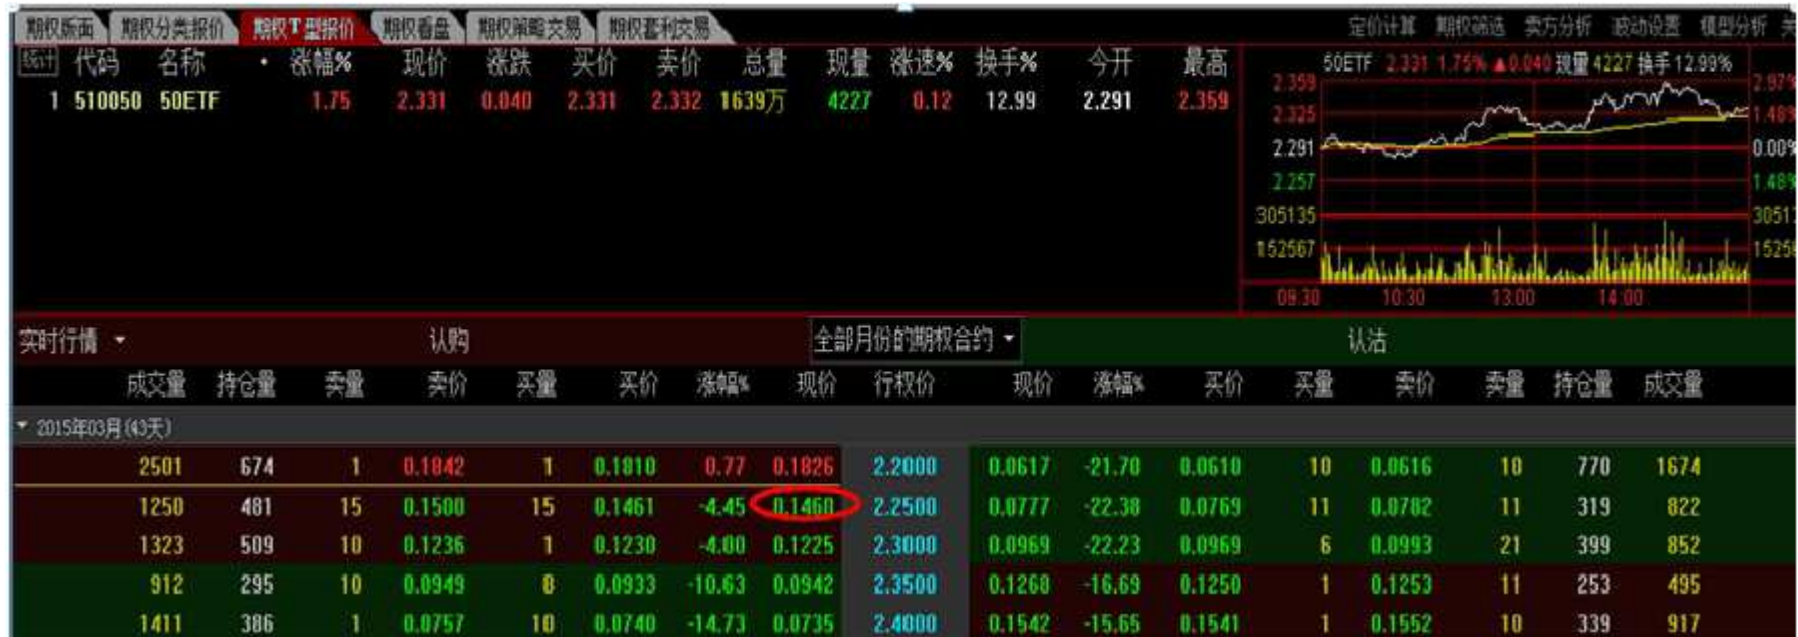 期权版面 期权分类报价 期权T型报价 期权看盘 期权策略交易 期权套利交易 定价计算 期权筛选 卖方分析 波动设置 模型分析
统计 代码 名称 · 涨幅% 现价 涨跌 买价 卖价 总量 现量 涨速% 换手% 今开 最高
1 510050 50ETF 1.75 2.331 0.040 2.331 2.332 1639万 4227 0.12 12.99 2.291 2.359
50ETF 2.331 1.75% ▲0.040 现量 4227 换手 12.99%
2.359 2.97%
2.325 1.48%
2.291 0.00%
2.257 1.48%
305135
152567
09:30 10:30 13:00 14:00
实时行情 认购 全部月份的期权合约 认沽
成交量 持仓量 卖量 卖价 买量 买价 涨幅% 现价 行权价 现价 涨幅% 买价 买量 卖价 卖量 持仓量 成交量
2015年03月(43天)
2501 674 1 0.1842 1 0.1810 0.77 0.1826 2.2000 0.0617 -21.70 0.0610 10 0.0616 10 770 1674
1250 481 15 0.1500 15 0.1461 -4.45 0.1460 2.2500 0.0777 -22.38 0.0769 11 0.0782 11 319 822
1323 509 10 0.1236 1 0.1230 -4.00 0.1225 2.3000 0.0969 -22.23 0.0969 6 0.0993 21 399 852
912 295 10 0.0949 8 0.0933 -10.63 0.0942 2.3500 0.1268 -16.69 0.1250 1 0.1253 11 253 495
1411 386 1 0.0757 10 0.0740 -14.73 0.0735 2.4000 0.1542 -15.65 0.1541 1 0.1552 10 339 917